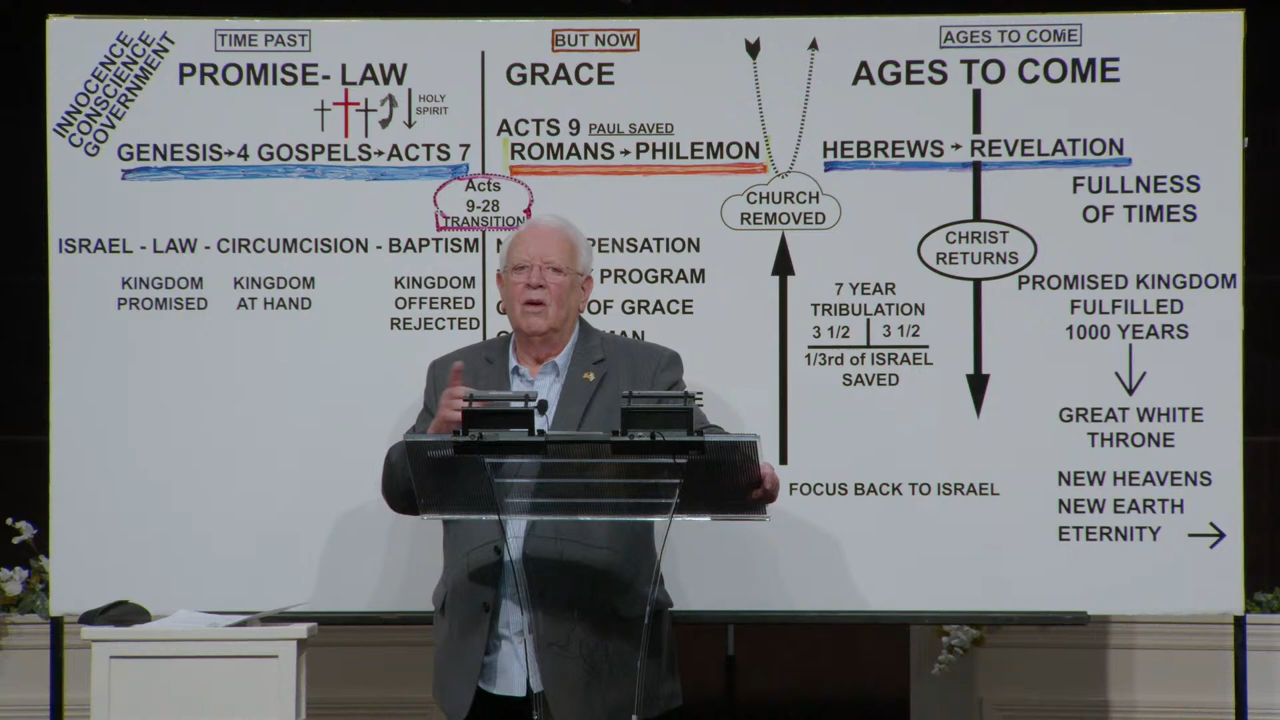 INNOCENCE
CONSCIENCE
GOVERNMENT
TIME PAST
PROMISE- LAW
HOLY
SPIRIT
GENESIS→4 GOSPELS→ACTS 7
Acts
9-28
TRANSITION
ISRAEL - LAW - CIRCUMCISION - BAPTISM
KINGDOM
PROMISED
KINGDOM
AT HAND
KINGDOM
OFFERED
REJECTED
BUT NOW
GRACE
ACTS 9 PAUL SAVED
ROMANS → PHILEMON
PROGRAM
OF GRACE
CHURCH
REMOVED
AGES TO COME
AGES TO COME
HEBREWS → REVELATION
FULLNESS
OF TIMES
CHRIST
RETURNS
7 YEAR
TRIBULATION
3 1/2 3 1/2
1/3rd of ISRAEL
SAVED
PROMISED KINGDOM
FULFILLED
1000 YEARS
GREAT WHITE
THRONE
FOCUS BACK TO ISRAEL
NEW HEAVENS
NEW EARTH
ETERNITY →